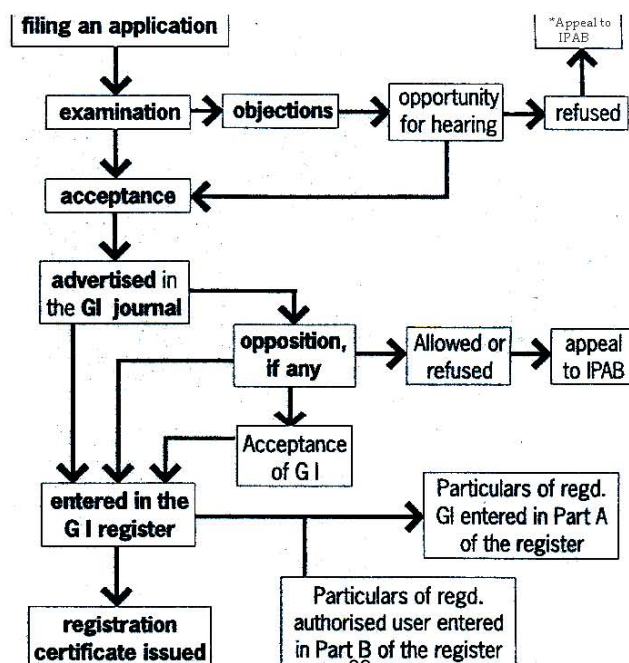 filing an application
*Appeal to
IPAB
examination
objections
opportunity
for hearing
refused
acceptance
advertised in
the GI journal
opposition,
if any
Allowed or
refused
appeal
to IPAB
Acceptance
of G I
entered in the
G I register
Particulars of regd.
GI entered in Part A
of the register
registration
certificate issued
Particulars of regd.
authorised user entered
in Part B of the register